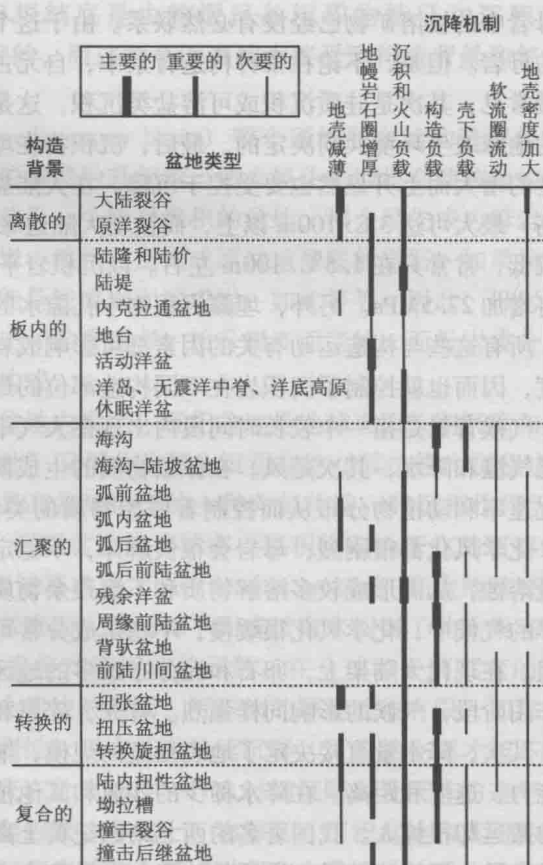 沉降机制
主要的 重要的 次要的
地壳减薄
地幔岩石圈增厚
沉积和火山负载
构造负载
壳下负载
软流圈流动
地壳密度加大
构造背景
盆地类型
离散的
大陆裂谷
原洋裂谷
板内的
陆隆和陆阶
陆堤
内克拉通盆地
地台
活动洋盆
洋岛、无震洋中脊、洋底高原
休眠洋盆
汇聚的
海沟
海沟-陆坡盆地
弧前盆地
弧内盆地
弧后盆地
弧后前陆盆地
残余洋盆
周缘前陆盆地
背驮盆地
前陆山间盆地
转换的
扭张盆地
扭压盆地
转换旋扭盆地
复合的
陆内扭性盆地
坳拉槽
撞击裂谷
撞击后继盆地